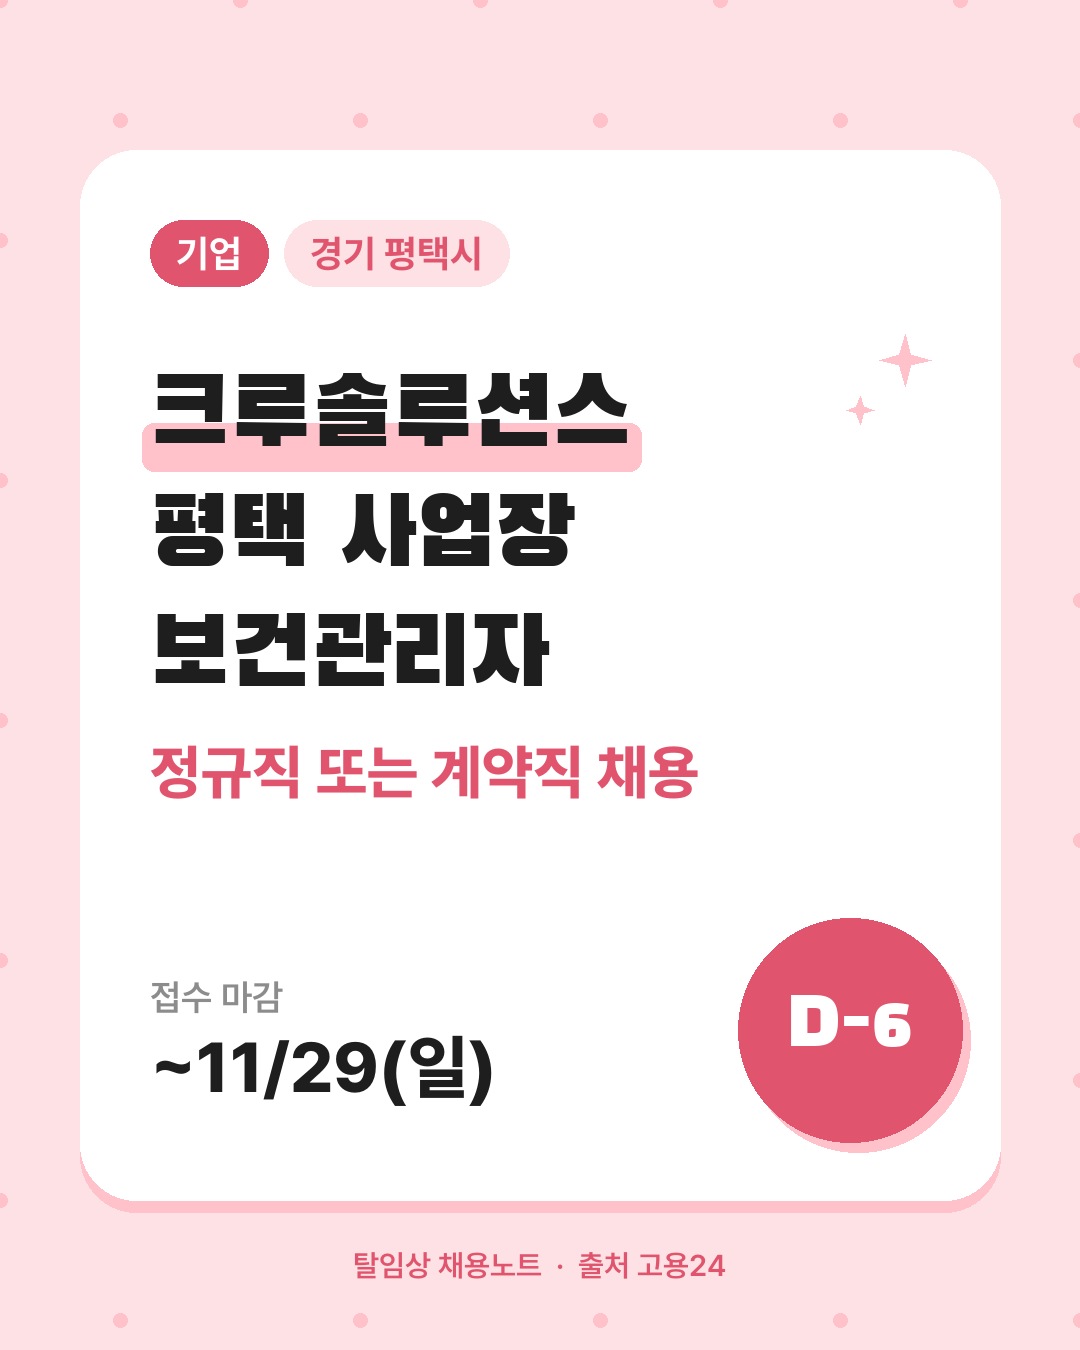 기업 경기 평택시
크루솔루션스
평택 사업장
보건관리자
정규직 또는 계약직 채용
접수 마감
~11/29(일)
D-6
탈임상 채용노트 · 출처 고용24